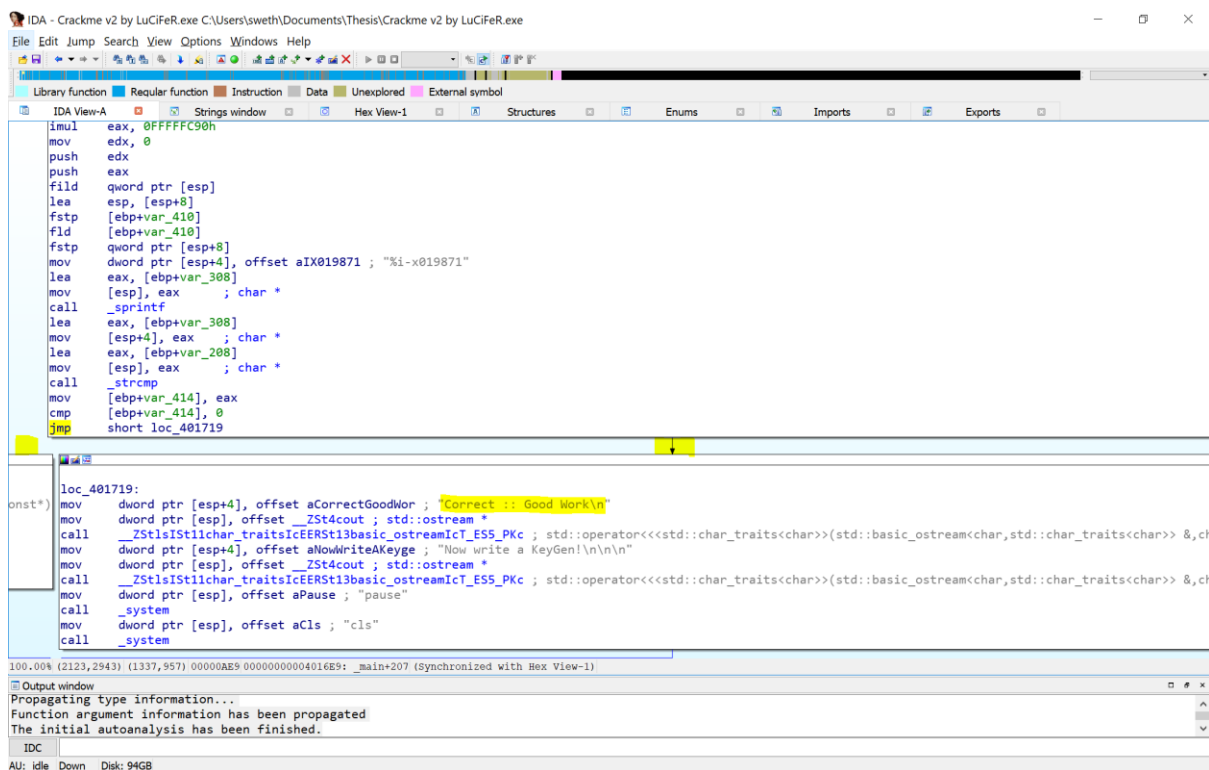 IDA - Crackme v2 by LuCiFeR.exe C:\Users\sweth\Documents\Thesis\Crackme v2 by LuCiFeR.exe
File Edit Jump Search View Options Windows Help
Library function Regular function Instruction Data Unexplored External symbol
IDA View-A Strings window Hex View-1 Structures Enums Imports Exports
imul eax, 0FFFFFC90h
mov edx, 0
push edx
push eax
fild qword ptr [esp]
lea esp, [esp+8]
fstp [ebp+var_410]
fld [ebp+var_410]
fstp qword ptr [esp+8]
mov dword ptr [esp+4], offset aIX019871 ; "%i-x019871"
lea eax, [ebp+var_308]
mov [esp], eax ; char *
call _sprintf
lea eax, [ebp+var_308]
mov [esp+4], eax ; char *
lea eax, [ebp+var_208]
mov [esp], eax ; char *
call _strcmp
mov [ebp+var_414], eax
cmp [ebp+var_414], 0
jmp short loc_401719
loc_401719:
onst*) mov dword ptr [esp+4], offset aCorrectGoodWor ; "Correct :: Good Work\n"
mov dword ptr [esp], offset __ZSt4cout ; std::ostream *
call __ZStlsISt11char_traitsIcEERSt13basic_ostreamIcT_ES5_PKc ; std::operator<<<std::char_traits<char>>(std::basic_ostream<char,std::char_traits<char>> &,ch
mov dword ptr [esp+4], offset aNowWriteAKeyge ; "Now write a KeyGen!\n\n\n"
mov dword ptr [esp], offset __ZSt4cout ; std::ostream *
call __ZStlsISt11char_traitsIcEERSt13basic_ostreamIcT_ES5_PKc ; std::operator<<<std::char_traits<char>>(std::basic_ostream<char,std::char_traits<char>> &,ch
mov dword ptr [esp], offset aPause ; "pause"
call _system
mov dword ptr [esp], offset aCls ; "cls"
call _system
100.00% (2123,2943) (1337,957) 00000AE9 00000000004016E9: _main+207 (Synchronized with Hex View-1)
Output window
Propagating type information...
Function argument information has been propagated
The initial autoanalysis has been finished.
IDC
AU: idle Down Disk: 94GB